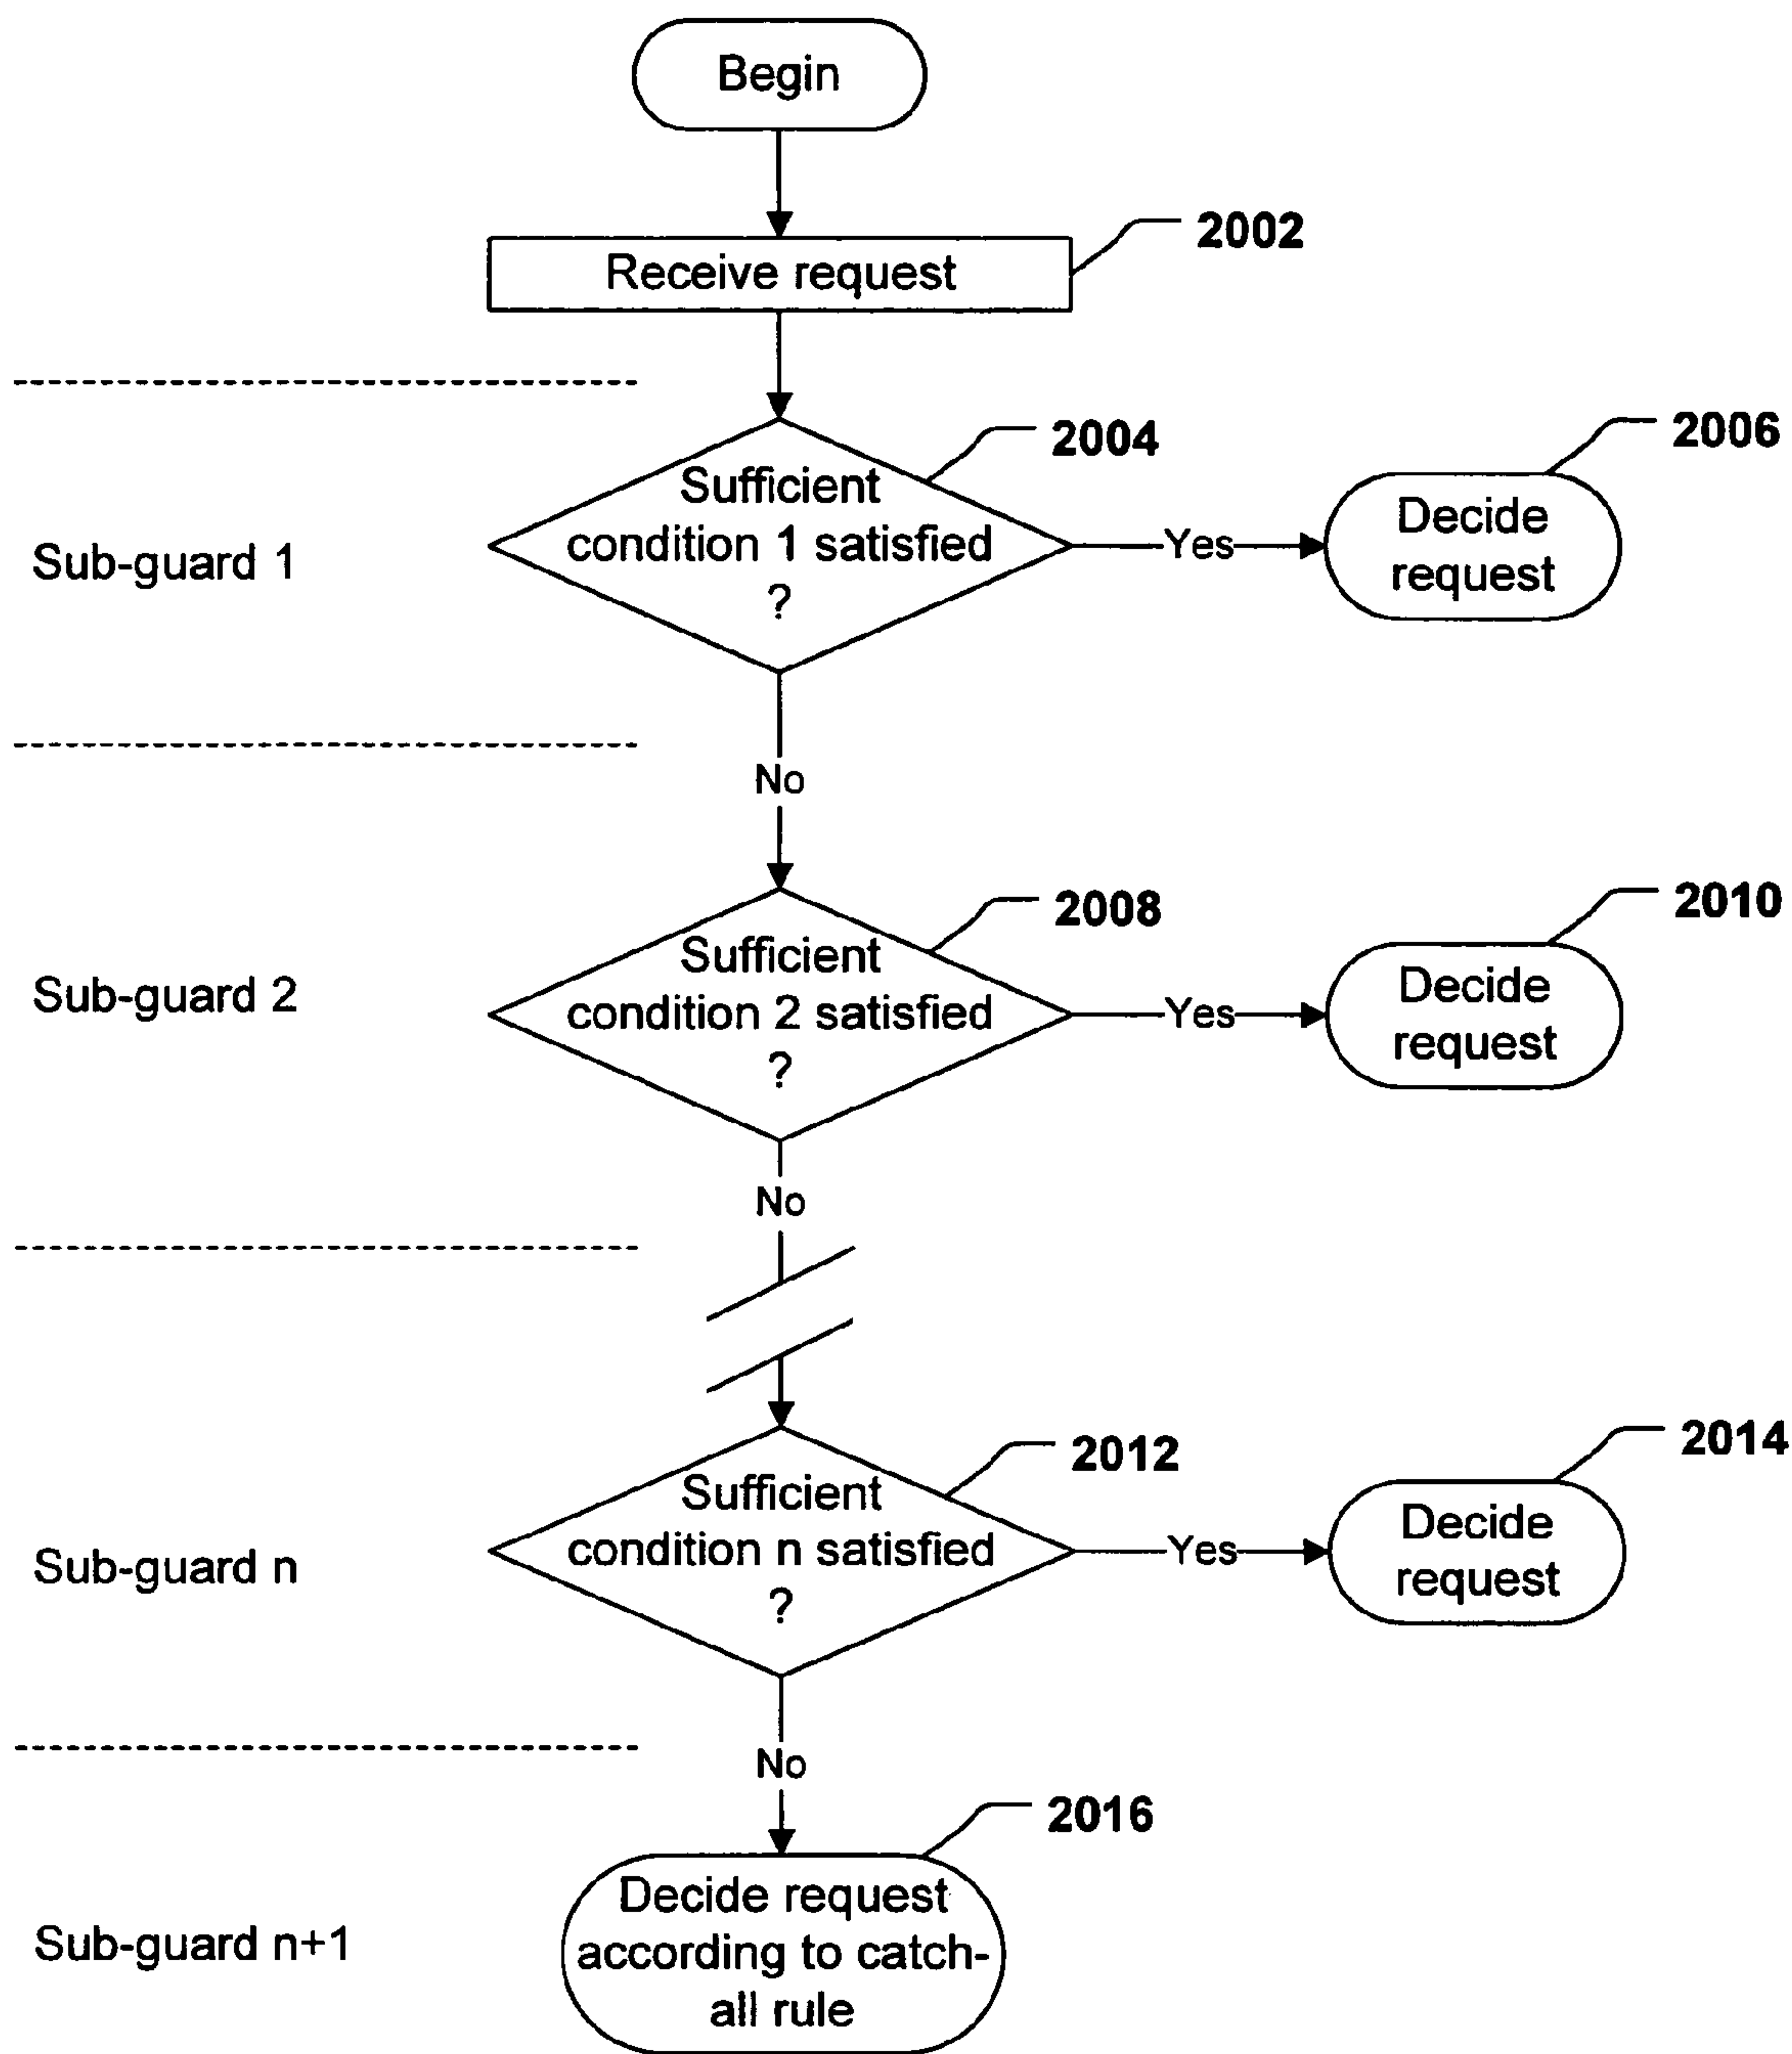 Begin
2002
Receive request
2004
2006
Sufficient
condition 1 satisfied
?
Yes
Decide
request
Sub-guard 1
No
2008
2010
Sufficient
condition 2 satisfied
?
Yes
Decide
request
Sub-guard 2
No
2012
2014
Sufficient
condition n satisfied
?
Yes
Decide
request
Sub-guard n
No
2016
Decide request
according to catch-
all rule
Sub-guard n+1